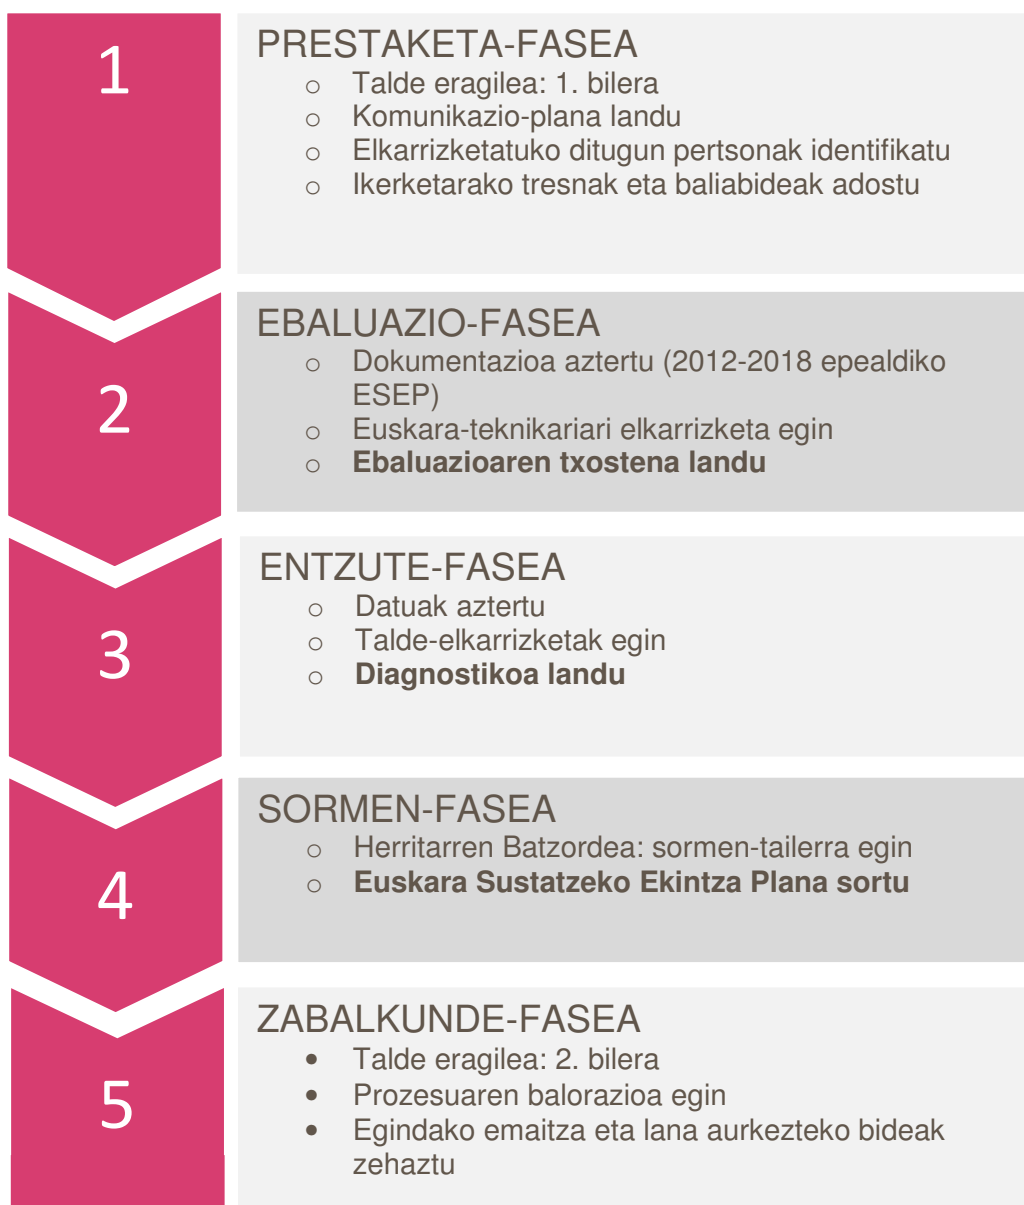 1
PRESTAKETA-FASEA
o Talde eragilea: 1. bilera
o Komunikazio-plana landu
o Elkarrizketatuko ditugun pertsonak identifikatu
o Ikerketarako tresnak eta baliabideak adostu
2
EBALUAZIO-FASEA
o Dokumentazioa aztertu (2012-2018 epealdiko
ESEP)
o Euskara-teknikariari elkarrizketa egin
o Ebaluazioaren txostena landu
3
ENTZUTE-FASEA
o Datuak aztertu
o Talde-elkarrizketak egin
o Diagnostikoa landu
4
SORMEN-FASEA
o Herritarren Batzordea: sormen-tailerra egin
o Euskara Sustatzeko Ekintza Plana sortu
5
ZABALKUNDE-FASEA
• Talde eragilea: 2. bilera
• Prozesuaren balorazioa egin
• Egindako emaitza eta lana aurkezteko bideak
zehaztu